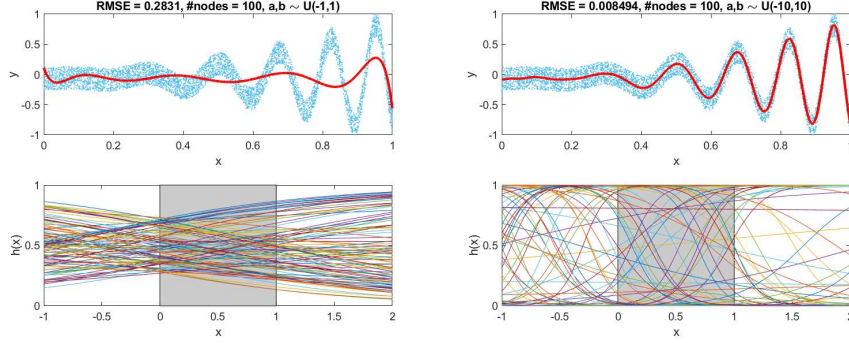 RMSE = 0.2831, #nodes = 100, a,b ∼ U(-1,1)
1
0.5
0
-0.5
-1
y
0 0.2 0.4 0.6 0.8 1
x
RMSE = 0.008494, #nodes = 100, a,b ∼ U(-10,10)
1
0.5
0
-0.5
-1
y
0 0.2 0.4 0.6 0.8 1
x
1
0.5
0
h(x)
-1 -0.5 0 0.5 1 1.5 2
x
1
0.5
0
h(x)
-1 -0.5 0 0.5 1 1.5 2
x